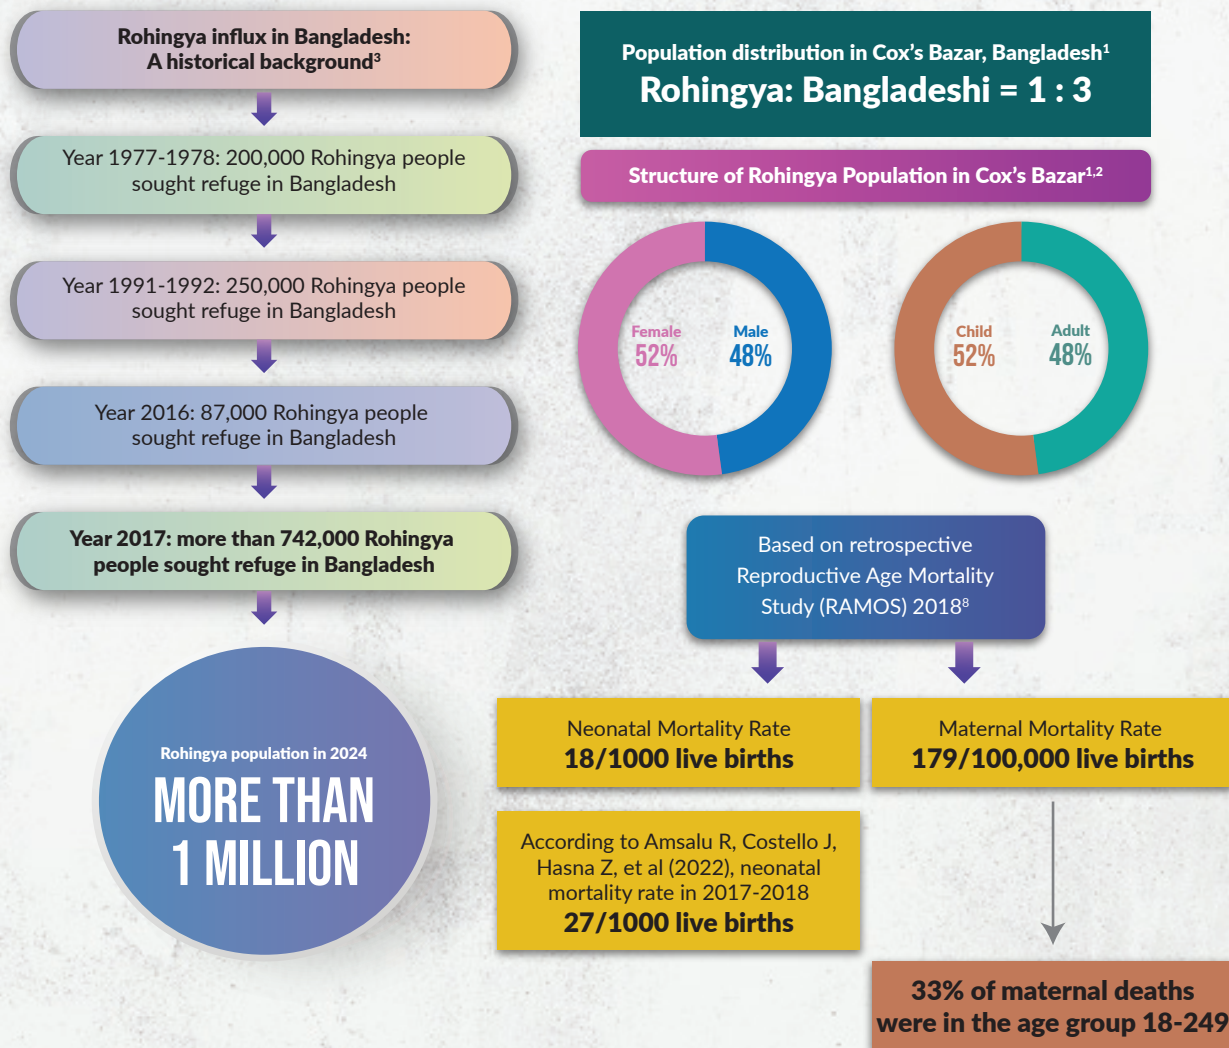 Rohingya influx in Bangladesh:
A historical background³
Year 1977-1978: 200,000 Rohingya people
sought refuge in Bangladesh
Year 1991-1992: 250,000 Rohingya people
sought refuge in Bangladesh
Year 2016: 87,000 Rohingya people
sought refuge in Bangladesh
Year 2017: more than 742,000 Rohingya
people sought refuge in Bangladesh
Rohingya population in 2024
MORE THAN
1 MILLION
Population distribution in Cox's Bazar, Bangladesh¹
Rohingya: Bangladeshi = 1 : 3
Structure of Rohingya Population in Cox's Bazar¹,²
Female
52%
Male
48%
Child
52%
Adult
48%
Based on retrospective
Reproductive Age Mortality
Study (RAMOS) 2018⁸
Neonatal Mortality Rate
18/1000 live births
According to Amsalu R, Costello J,
Hasna Z, et al (2022), neonatal
mortality rate in 2017-2018
27/1000 live births
Maternal Mortality Rate
179/100,000 live births
33% of maternal deaths
were in the age group 18-249